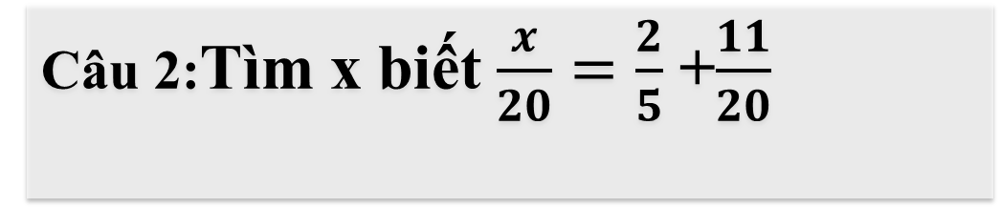 Câu 2:Tìm x biết x/20 = 2/5 + 11/20